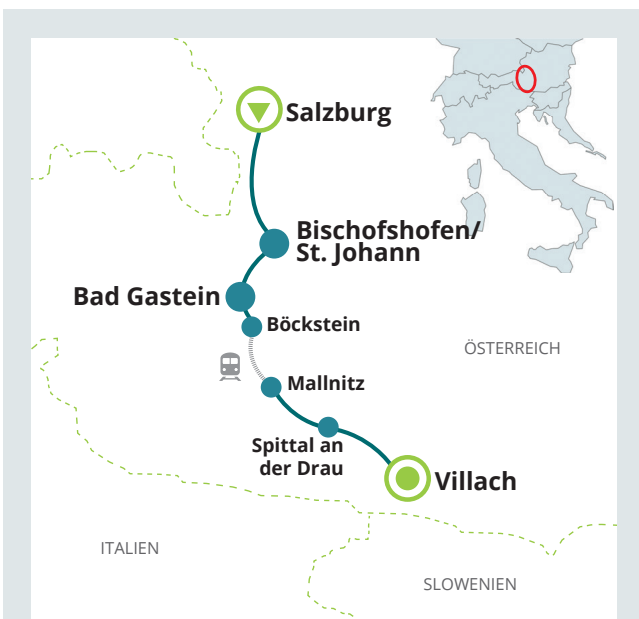 Salzburg
Bischofshofen/
St. Johann
Bad Gastein
Böckstein
ÖSTERREICH
Mallnitz
Spittal an
der Drau
Villach
ITALIEN
SLOWENIEN